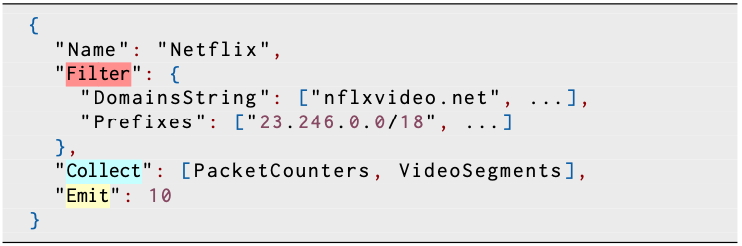 {
"Name": "Netflix",
"Filter": {
"DomainsString": ["nflxvideo.net", ...],
"Prefixes": ["23.246.0.0/18", ...]
},
"Collect": [PacketCounters, VideoSegments],
"Emit": 10
}